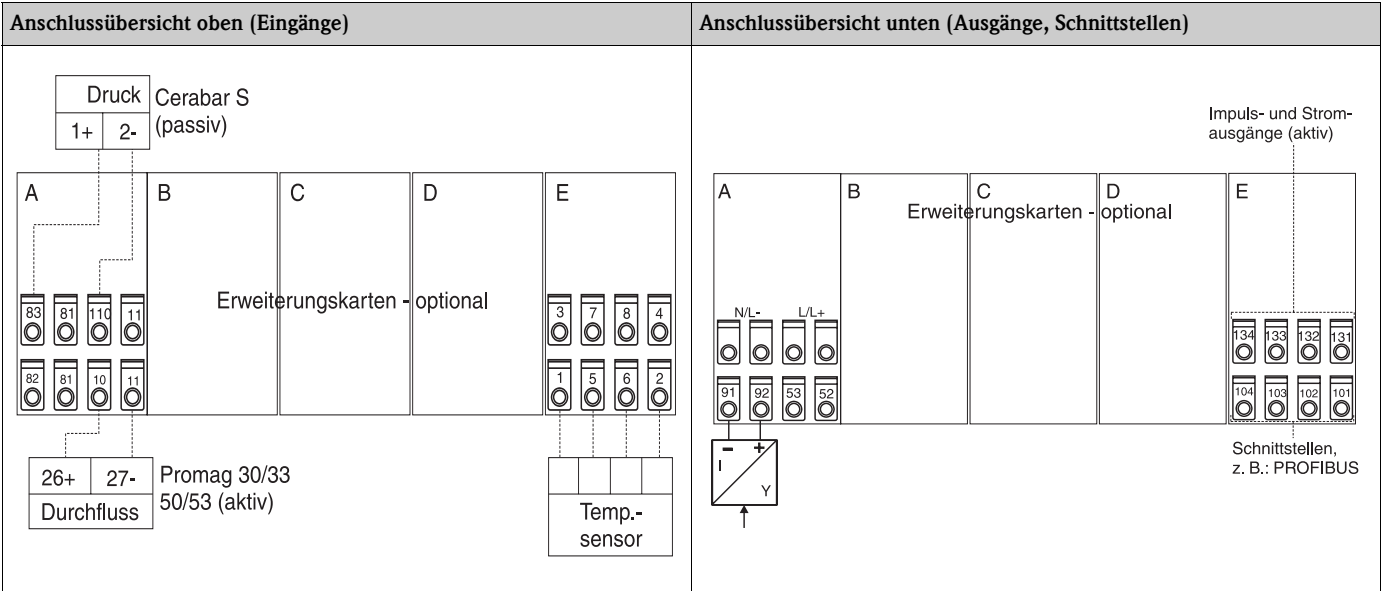 Anschlussübersicht oben (Eingänge)
Druck
1+ 2-
Cerabar S
(passiv)
A B C D E
Erweiterungskarten - optional
83 81 110 11
3 7 8 4
82 81 10 11
1 5 6 2
26+ 27-
Durchfluss
Promag 30/33
50/53 (aktiv)
Temp.-
sensor
Anschlussübersicht unten (Ausgänge, Schnittstellen)
Impuls- und Strom-
ausgänge (aktiv)
A B C D E
Erweiterungskarten - optional
N/L- L/L+
134 133 132 131
91 92 53 52
104 103 102 101
- +
I
Y
Schnittstellen,
z. B.: PROFIBUS